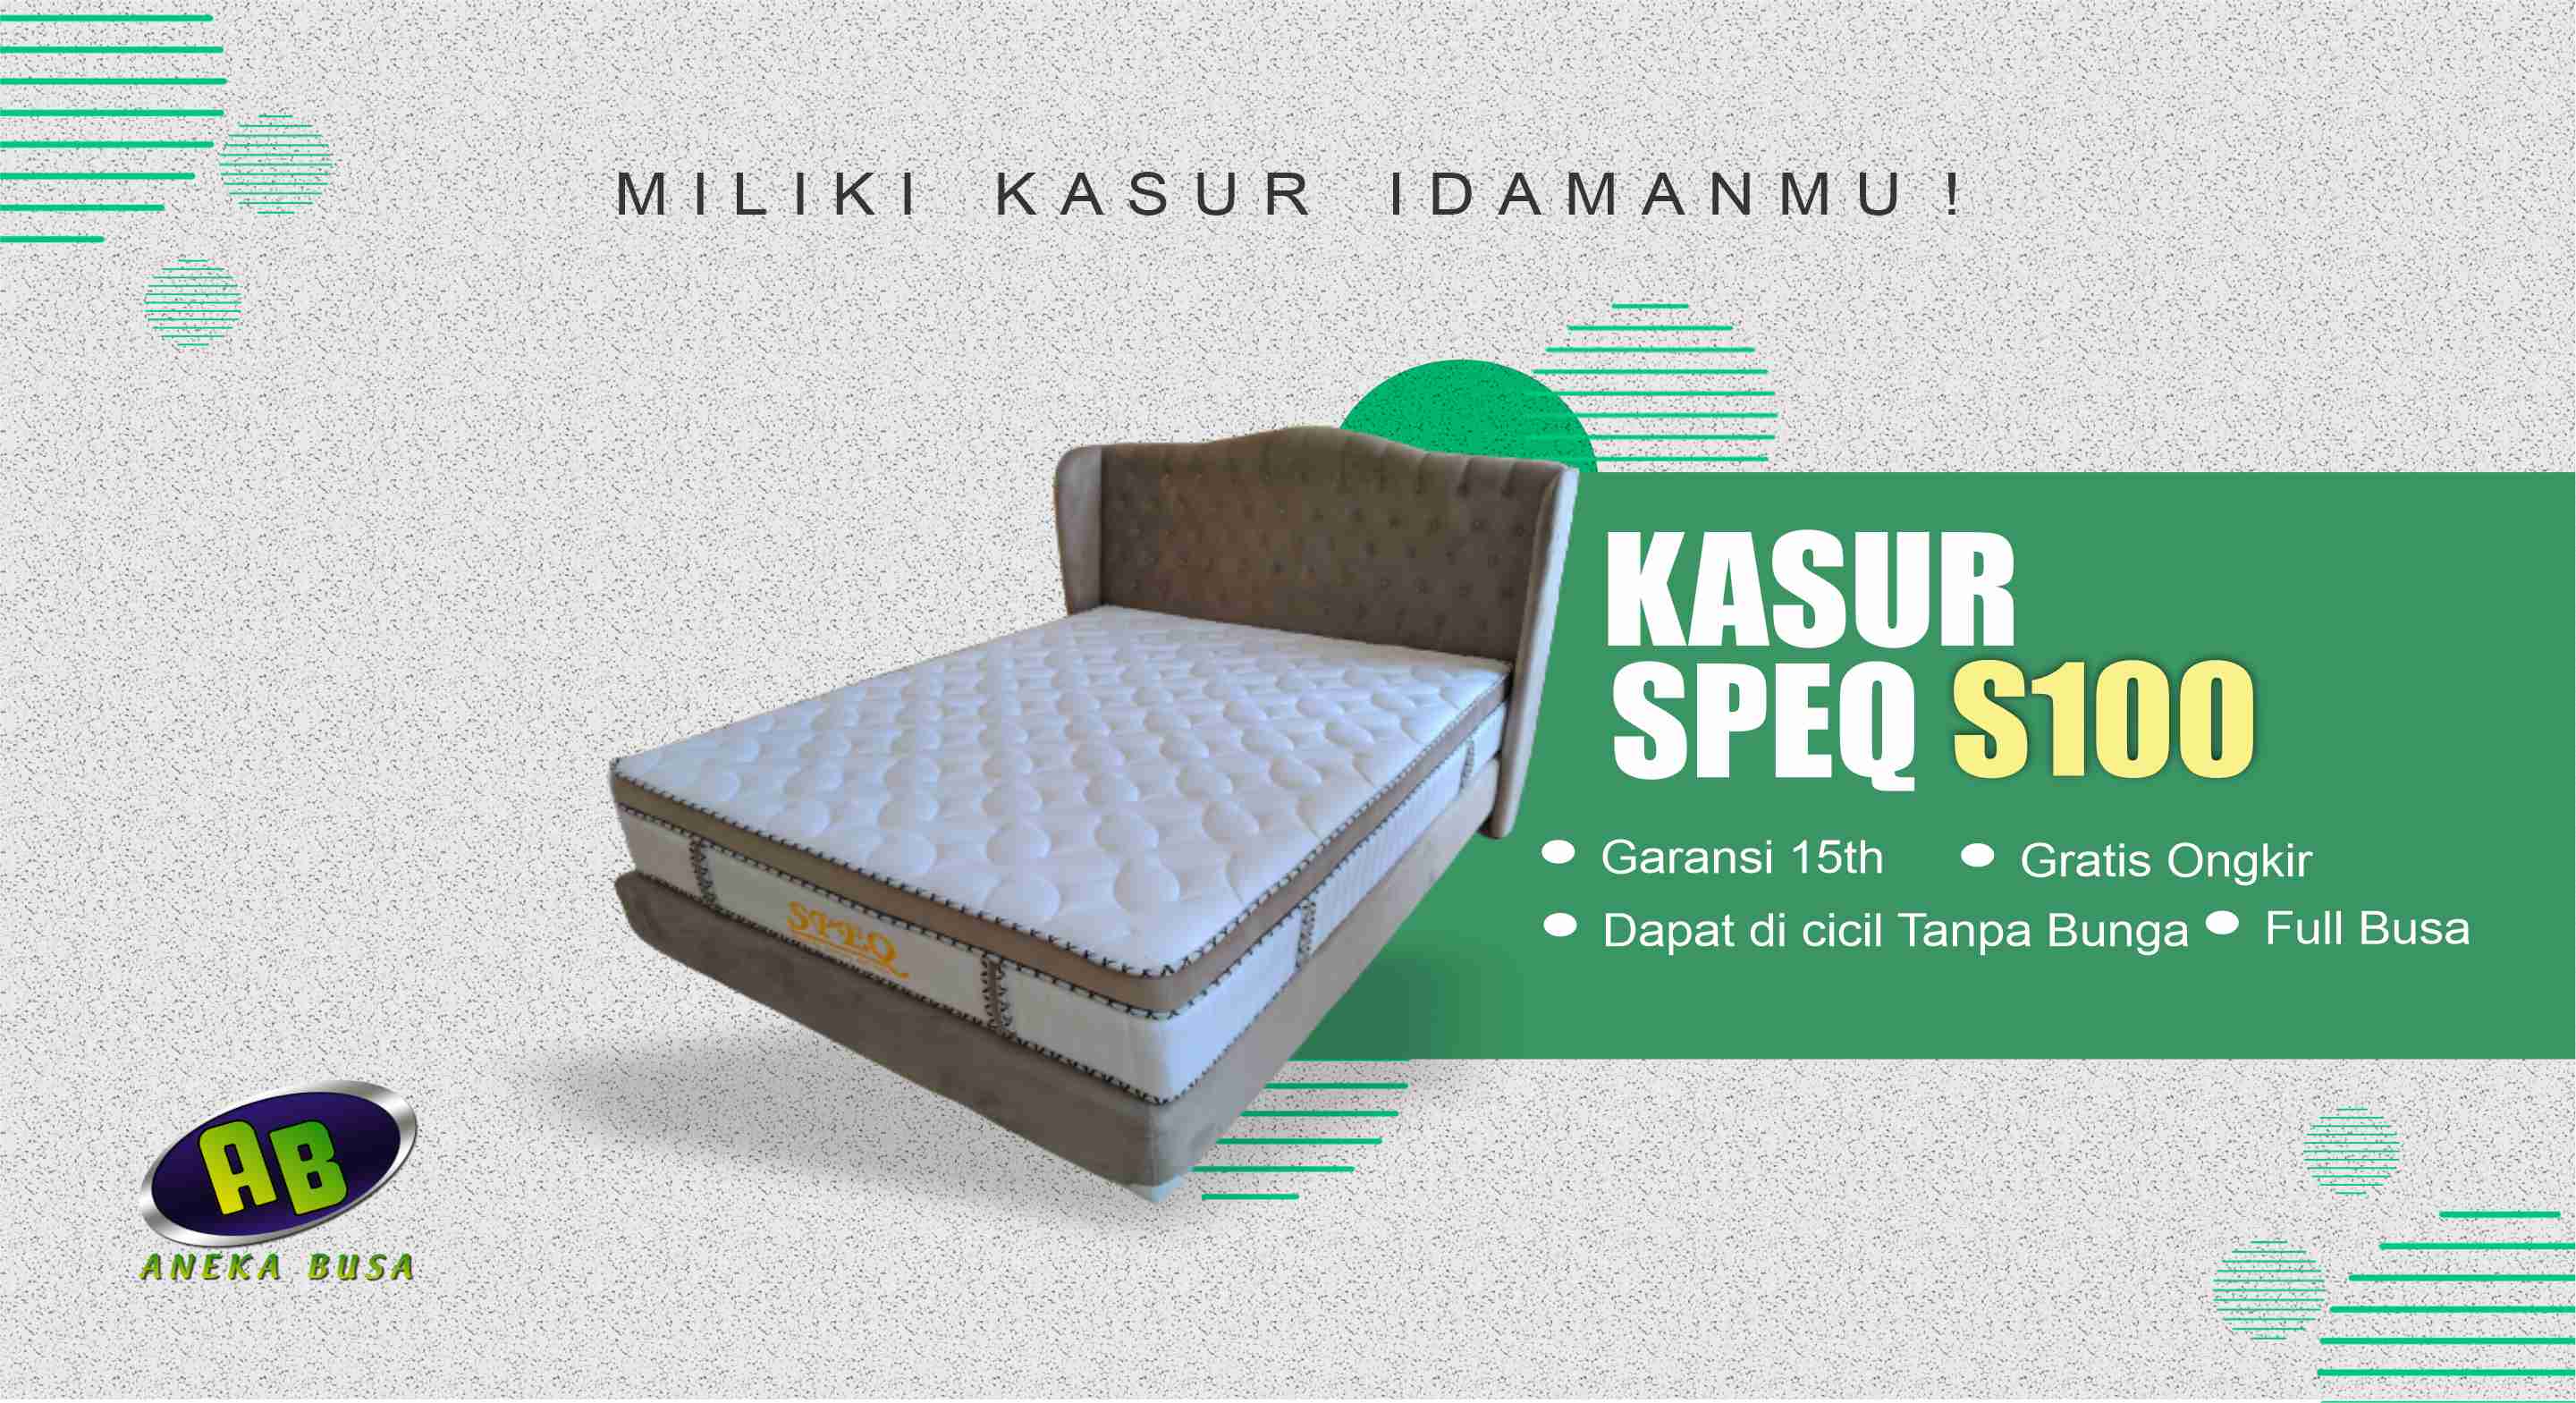 MILIKI KASUR IDAMANMU !
KASUR
SPEQ S100
Garansi 15th
Gratis Ongkir
Dapat di cicil Tanpa Bunga
Full Busa
SPEQ
AB
ANEKA BUSA